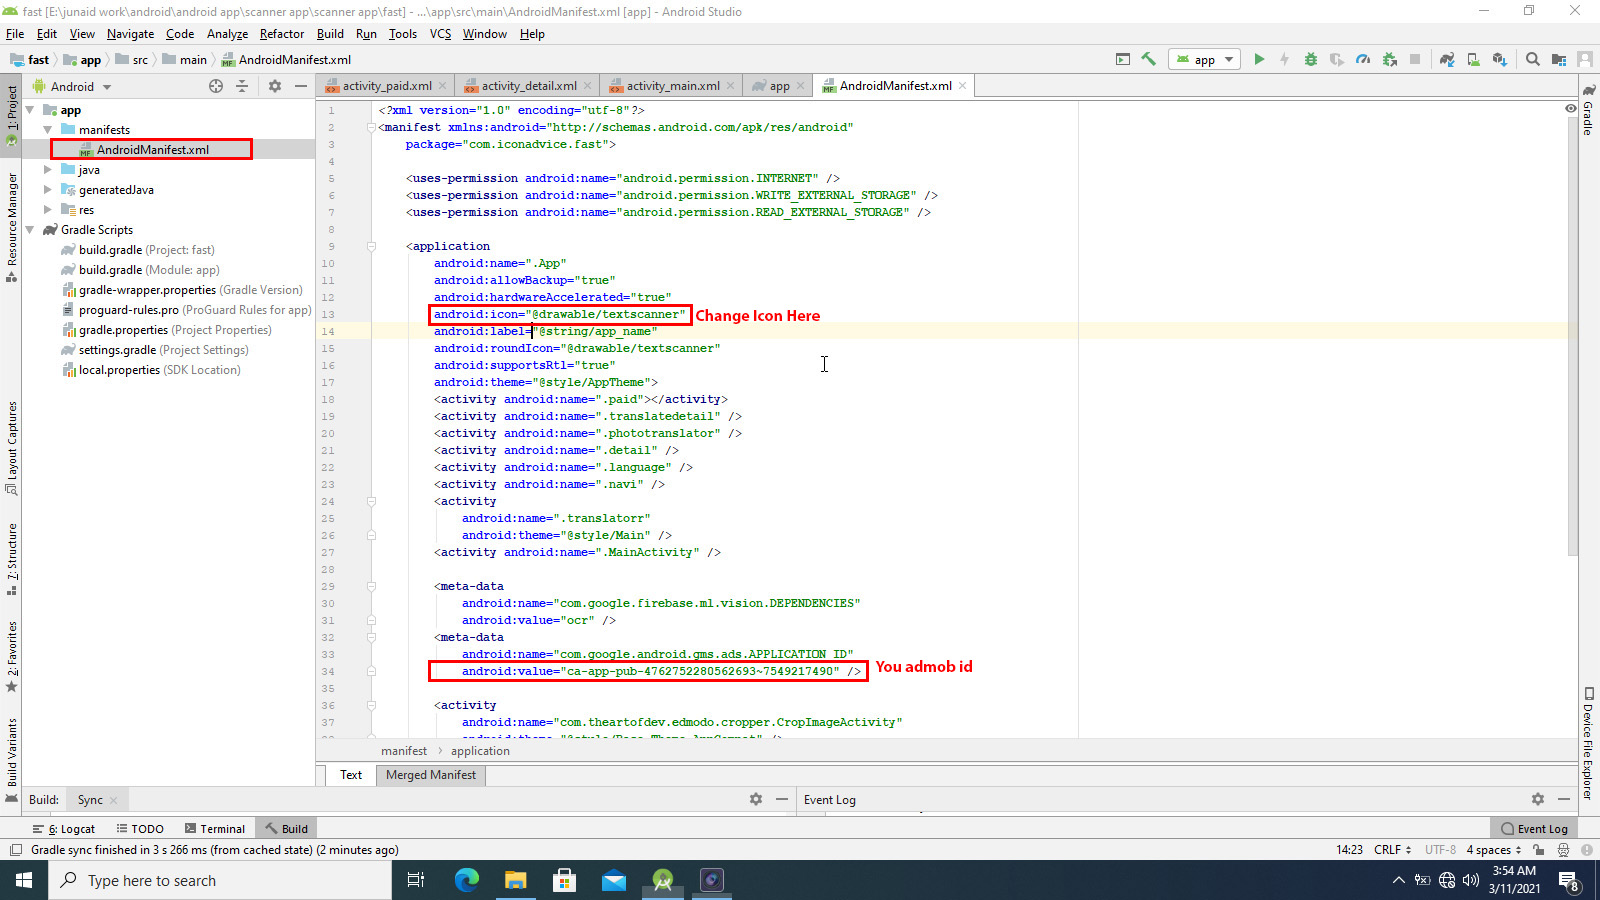 fast [E:\junaid work\android\android app\scanner app\scanner app\fast] - ...\app\src\main\AndroidManifest.xml [app] - Android Studio
File Edit View Navigate Code Analyze Refactor Build Run Tools VCS Window Help
fast app src main AndroidManifest.xml
app
Android
activity_paid.xml activity_detail.xml activity_main.xml app AndroidManifest.xml
1: Project
Resource Manager
Layout Captures
7: Structure
2: Favorites
Build Variants
app
manifests
AndroidManifest.xml
java
generatedJava
res
Gradle Scripts
build.gradle (Project: fast)
build.gradle (Module: app)
gradle-wrapper.properties (Gradle Version)
proguard-rules.pro (ProGuard Rules for app)
gradle.properties (Project Properties)
settings.gradle (Project Settings)
local.properties (SDK Location)
1 <?xml version="1.0" encoding="utf-8"?>
2 <manifest xmlns:android="http://schemas.android.com/apk/res/android"
3 package="com.iconadvice.fast">
4
5 <uses-permission android:name="android.permission.INTERNET" />
6 <uses-permission android:name="android.permission.WRITE_EXTERNAL_STORAGE" />
7 <uses-permission android:name="android.permission.READ_EXTERNAL_STORAGE" />
8
9 <application
10 android:name=".App"
11 android:allowBackup="true"
12 android:hardwareAccelerated="true"
13 android:icon="@drawable/textscanner" Change Icon Here
14 android:label="@string/app_name"
15 android:roundIcon="@drawable/textscanner"
16 android:supportsRtl="true"
17 android:theme="@style/AppTheme">
18 <activity android:name=".paid"></activity>
19 <activity android:name=".translatedetail" />
20 <activity android:name=".phototranslator" />
21 <activity android:name=".detail" />
22 <activity android:name=".language" />
23 <activity android:name=".navi" />
24 <activity
25 android:name=".translatorr"
26 android:theme="@style/Main" />
27 <activity android:name=".MainActivity" />
28
29 <meta-data
30 android:name="com.google.firebase.ml.vision.DEPENDENCIES"
31 android:value="ocr" />
32 <meta-data
33 android:name="com.google.android.gms.ads.APPLICATION_ID"
34 android:value="ca-app-pub-4762752280562693~7549217490" /> You admob id
35
36 <activity
37 android:name="com.theartofdev.edmodo.cropper.CropImageActivity"
Gradle
Device File Explorer
manifest application
Text Merged Manifest
Build: Sync
Event Log
6: Logcat TODO Terminal Build
Event Log
Gradle sync finished in 3 s 266 ms (from cached state) (2 minutes ago)
14:23 CRLF UTF-8 4 spaces
Type here to search
3:54 AM
3/11/2021
8